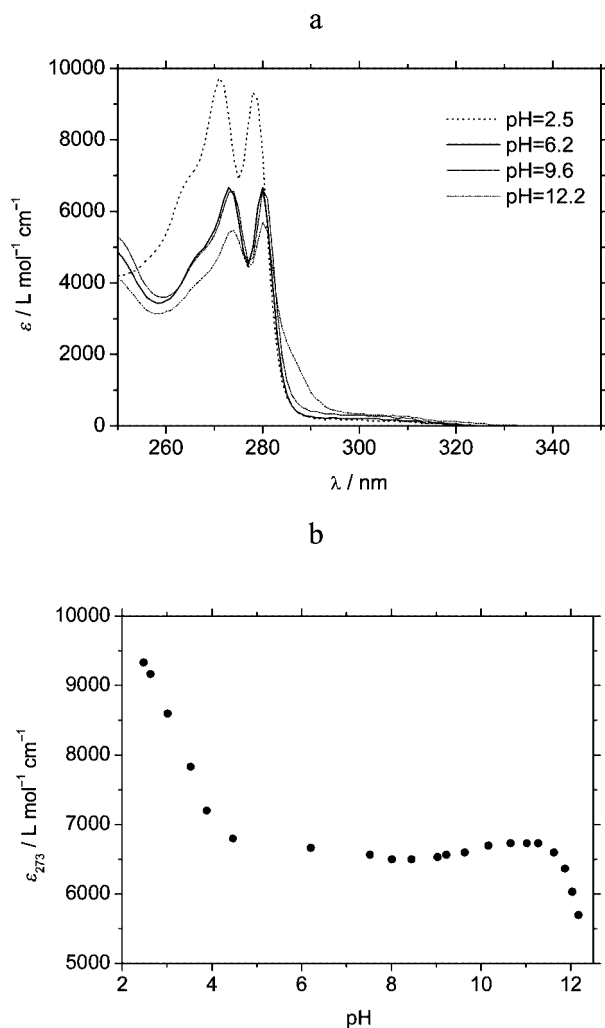 a
10000
8000
6000
4000
2000
0
ε / L mol⁻¹ cm⁻¹
pH=2.5
pH=6.2
pH=9.6
pH=12.2
260 280 300 320 340
λ / nm
b
10000
9000
8000
7000
6000
5000
ε₂₇₃ / L mol⁻¹ cm⁻¹
2 4 6 8 10 12
pH